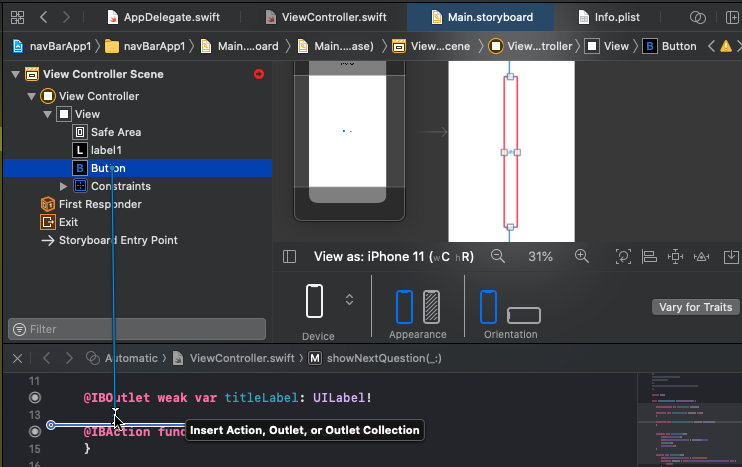 AppDelegate.swift
ViewController.swift
Main.storyboard
Info.plist
navBarApp1
navBarApp1
Main....oard
Main....ase)
View...cene
View...troller
View
B Button
View Controller Scene
View Controller
View
Safe Area
L label1
B Button
Constraints
First Responder
Exit
Storyboard Entry Point
View as: iPhone 11 (wC hR)
31%
Device
Appearance
Orientation
Vary for Traits
Filter
Automatic
ViewController.swift
M showNextQuestion(_:)
11
@IBOutlet weak var titleLabel: UILabel!
13
@IBAction func
Insert Action, Outlet, or Outlet Collection
15 }
16